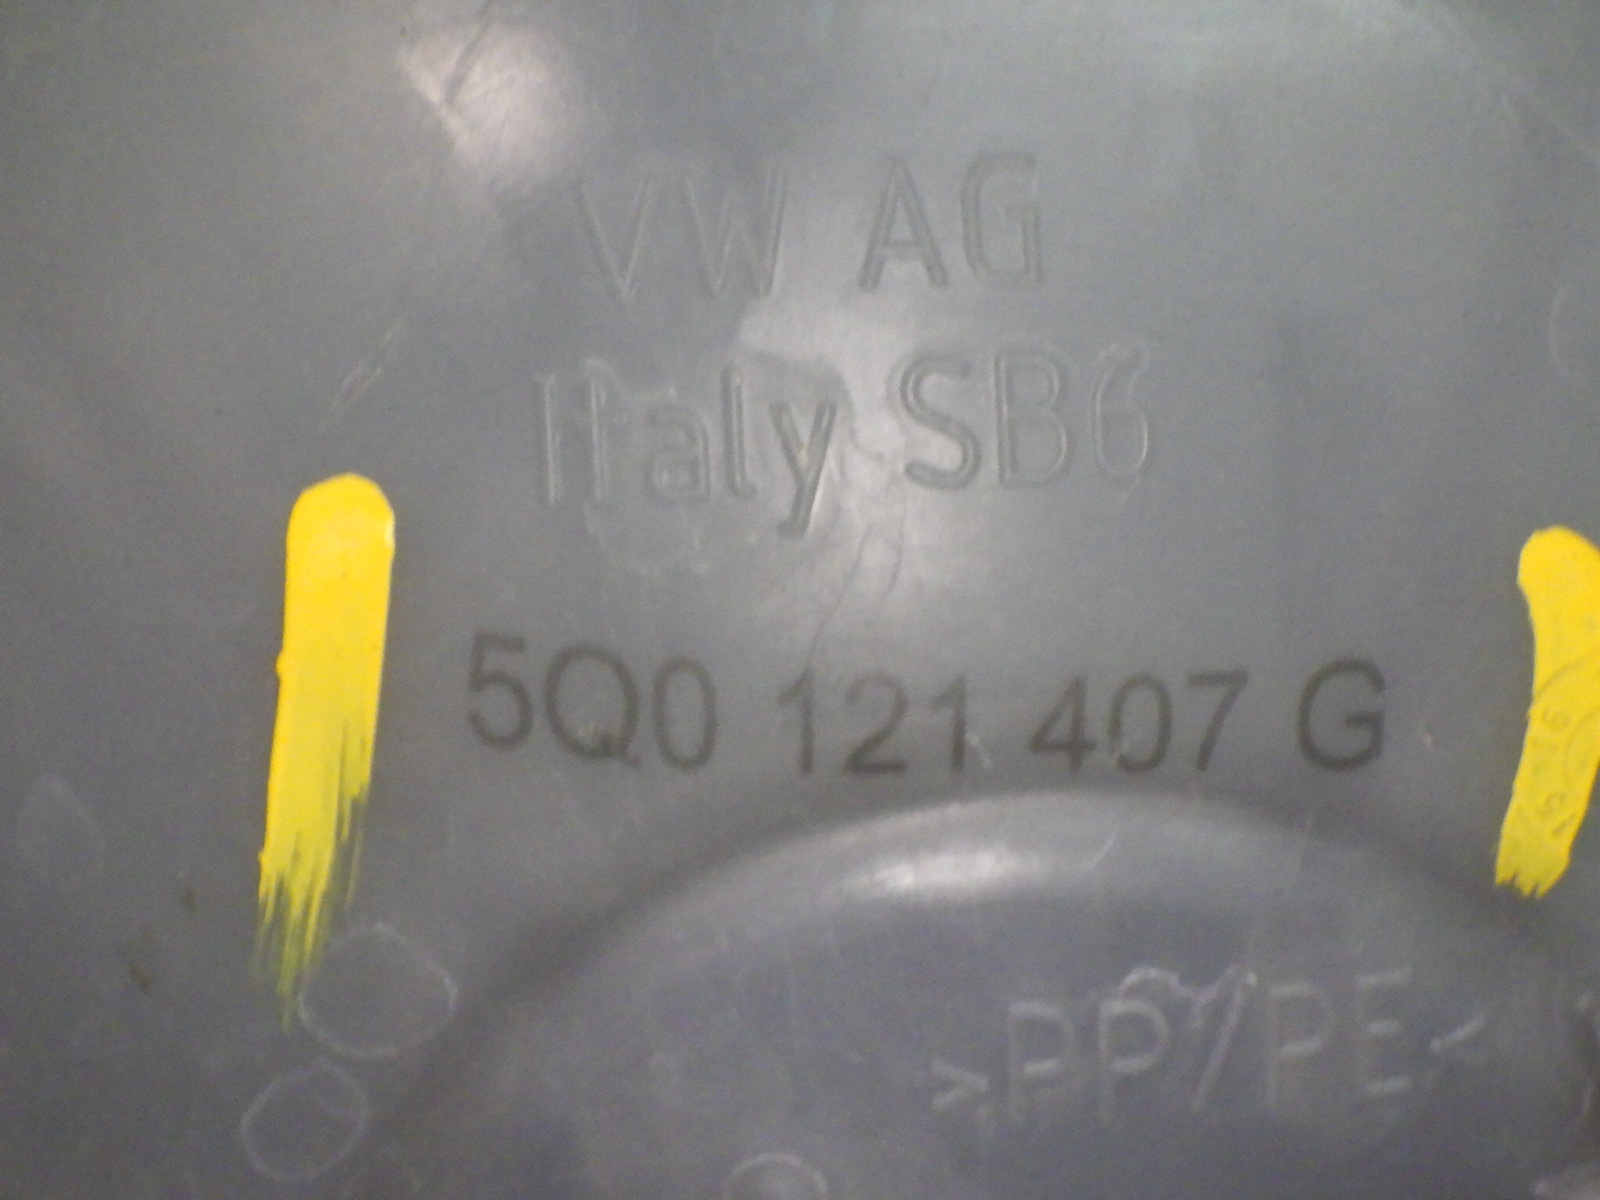 VW AG
Italy SB6
5Q0 121 407 G
>PP/PE<